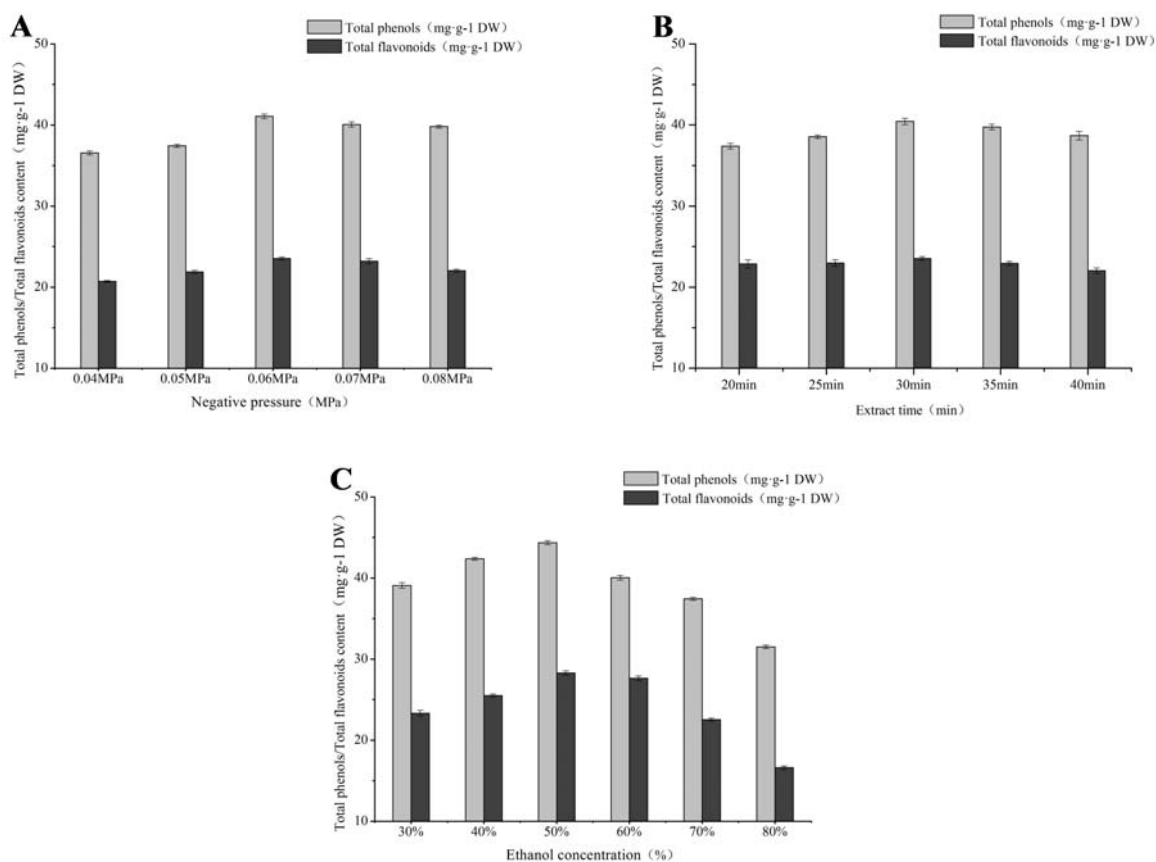 A
Total phenols（mg·g-1 DW）
Total flavonoids（mg·g-1 DW）
50
40
30
20
10
Total phenols/Total flavonoids content（mg·g-1 DW）
0.04MPa 0.05MPa 0.06MPa 0.07MPa 0.08MPa
Negative pressure（MPa）
B
Total phenols（mg·g-1 DW）
Total flavonoids（mg·g-1 DW）
50
40
30
20
10
Total phenols/Total flavonoids content（mg·g-1 DW）
20min 25min 30min 35min 40min
Extract time（min）
C
Total phenols（mg·g-1 DW）
Total flavonoids（mg·g-1 DW）
50
40
30
20
10
Total phenols/Total flavonoids content（mg·g-1 DW）
30% 40% 50% 60% 70% 80%
Ethanol concentration（%）